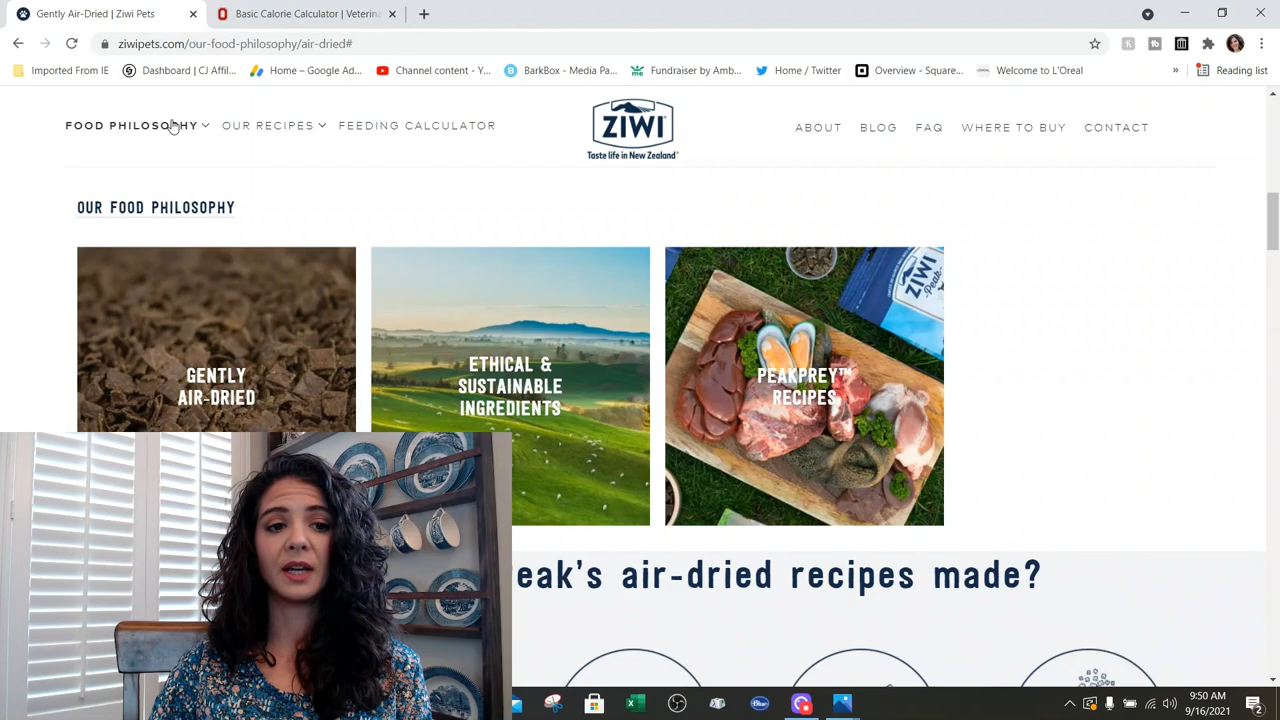 Gently Air-Dried | Ziwi Pets
Basic Calorie Calculator | Veterin
ziwipets.com/our-food-philosophy/air-dried#
Imported From IE
Dashboard | CJ Affil...
Home – Google Ad...
Channel content - Y...
BarkBox - Media Pa...
Fundraiser by Amb...
Home / Twitter
Overview - Square...
Welcome to L'Oreal
»
Reading list
FOOD PHILOSOPHY
OUR RECIPES
FEEDING CALCULATOR
ZIWI
Taste life in New Zealand
ABOUT
BLOG
FAQ
WHERE TO BUY
CONTACT
OUR FOOD PHILOSOPHY
GENTLY
AIR-DRIED
ETHICAL &
SUSTAINABLE
INGREDIENTS
ZIWI
Peak
PEAKPREY™
RECIPES
eak's air-dried recipes made?
9:50 AM
9/16/2021
2